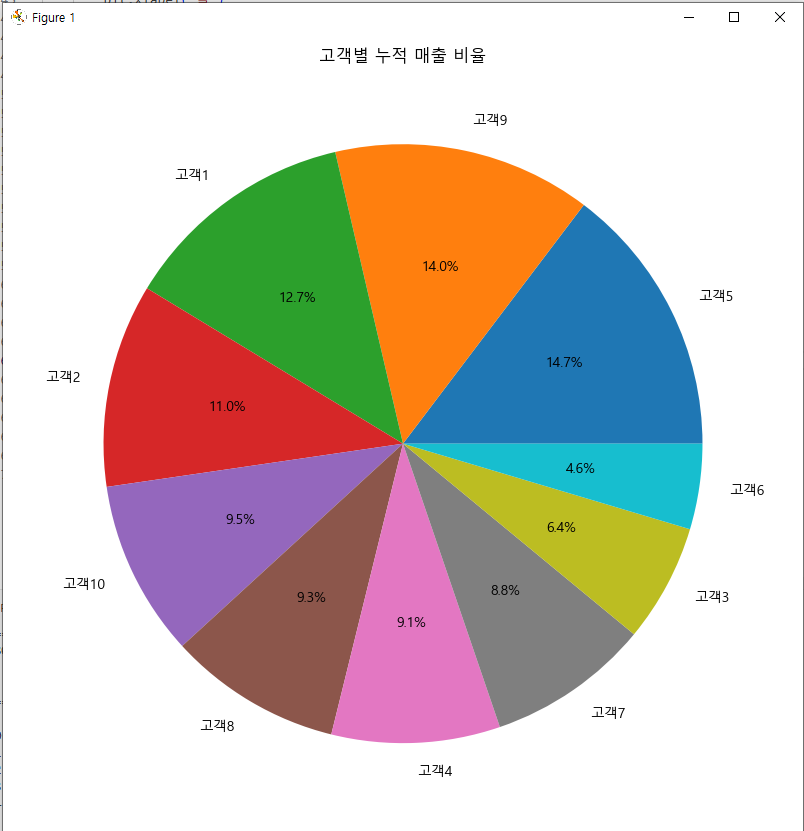 Figure 1
고객별 누적 매출 비율
고객9
고객1
14.0%
12.7%
고객5
14.7%
고객2
11.0%
4.6%
고객6
9.5%
6.4%
고객10
9.3%
8.8%
고객3
9.1%
고객8
고객7
고객4